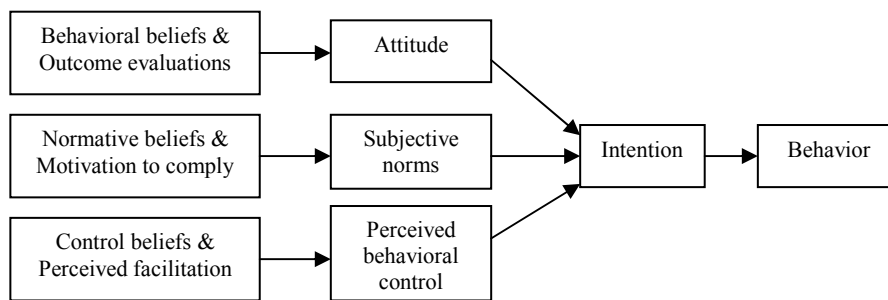 Behavioral beliefs &
Outcome evaluations
Attitude
Normative beliefs &
Motivation to comply
Subjective
norms
Intention
Behavior
Control beliefs &
Perceived facilitation
Perceived
behavioral
control